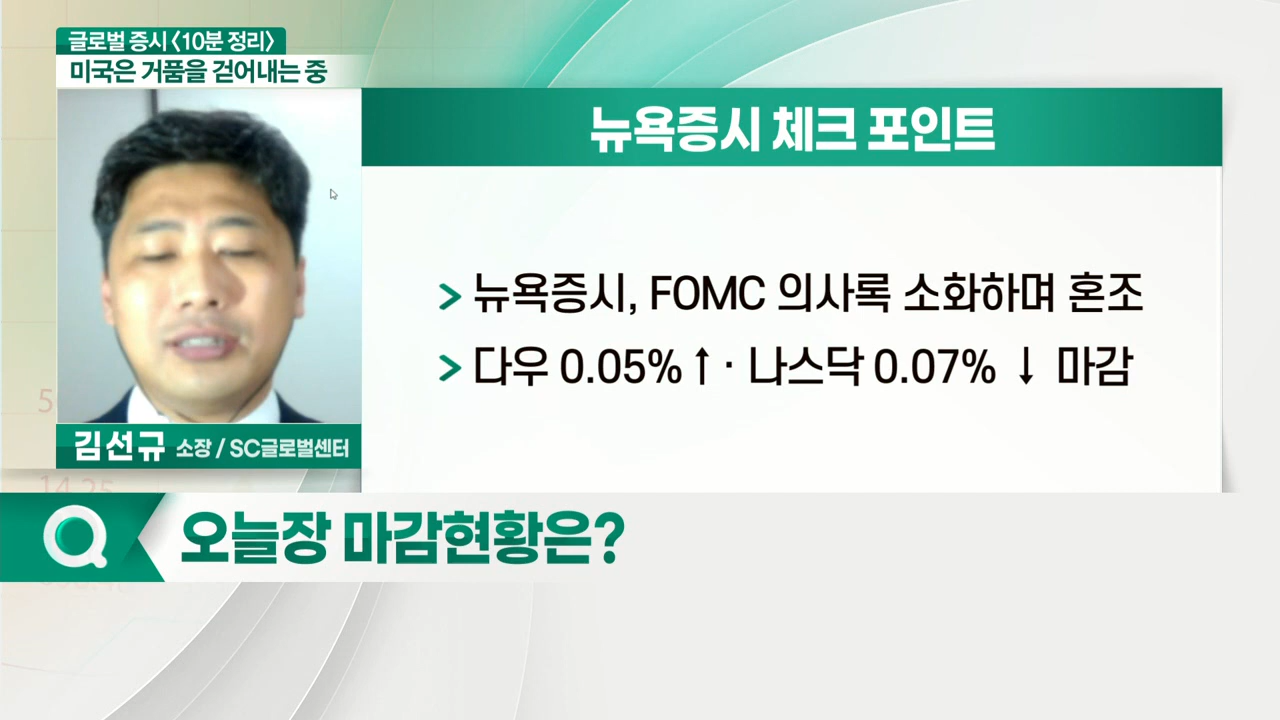 글로벌 증시 <10분 정리>
미국은 거품을 걷어내는 중
뉴욕증시 체크 포인트
> 뉴욕증시, FOMC 의사록 소화하며 혼조
> 다우 0.05%↑· 나스닥 0.07% ↓ 마감
김선규 소장 / SC글로벌센터
14.25
Q 오늘장 마감현황은?